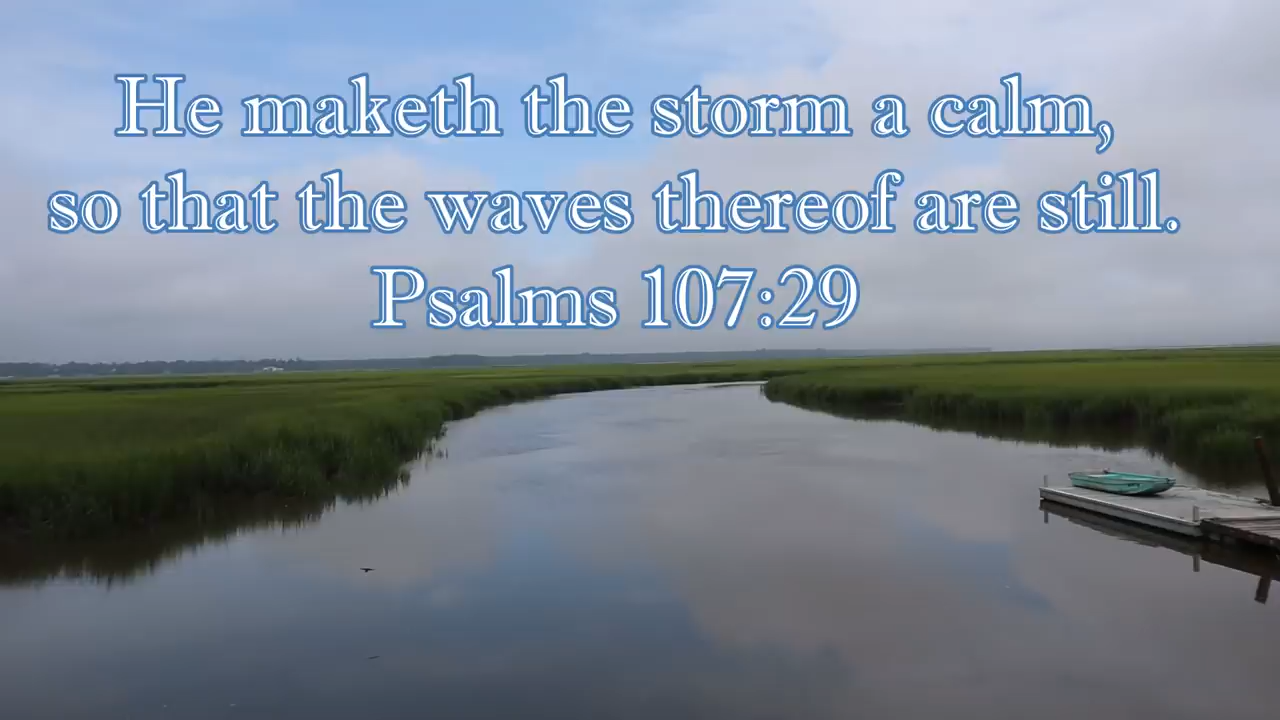 He maketh the storm a calm,
so that the waves thereof are still.
Psalms 107:29